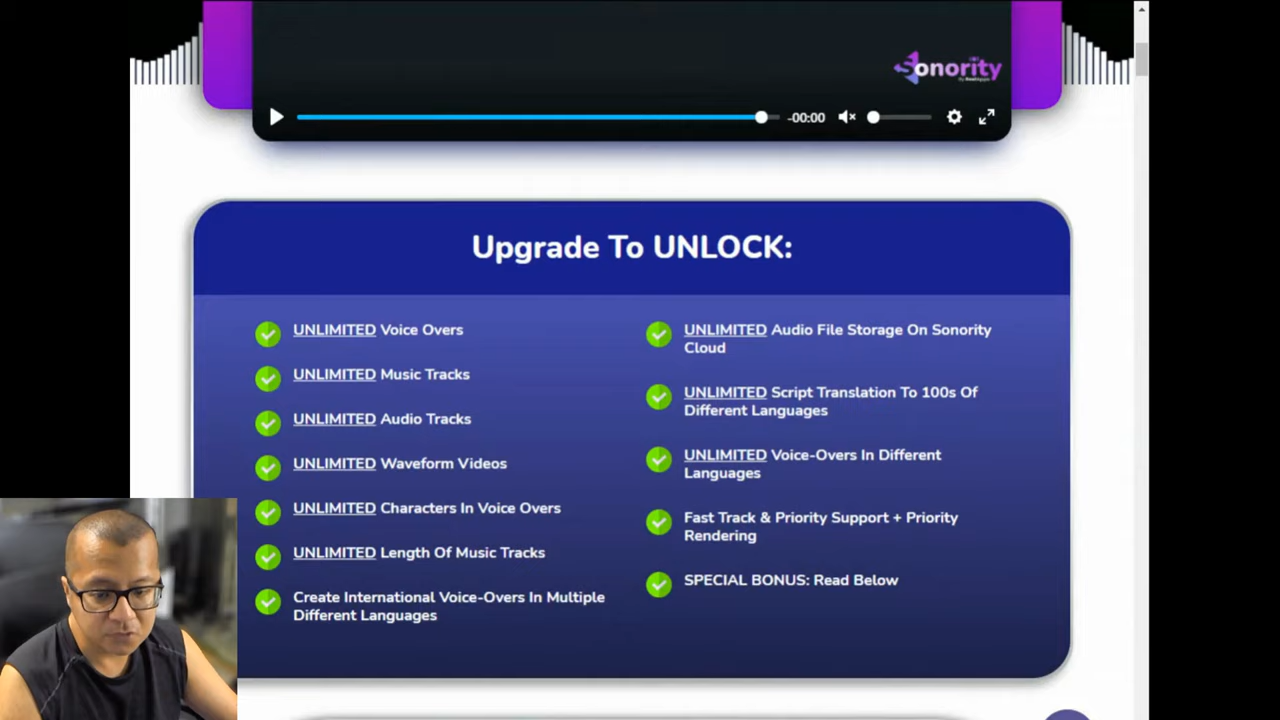 Sonority
-00:00
Upgrade To UNLOCK:
UNLIMITED Voice Overs
UNLIMITED Music Tracks
UNLIMITED Audio Tracks
UNLIMITED Waveform Videos
UNLIMITED Characters In Voice Overs
UNLIMITED Length Of Music Tracks
Create International Voice-Overs In Multiple
Different Languages
UNLIMITED Audio File Storage On Sonority
Cloud
UNLIMITED Script Translation To 100s Of
Different Languages
UNLIMITED Voice-Overs In Different
Languages
Fast Track & Priority Support + Priority
Rendering
SPECIAL BONUS: Read Below